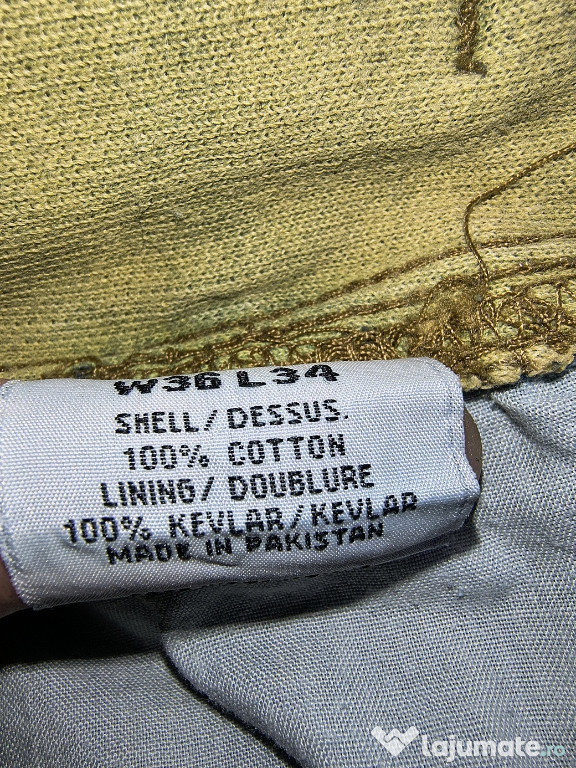 W36 L34
SHELL/DESSUS.
100% COTTON
LINING/DOUBLURE
100% KEVLAR/KEVLAR
MADE IN PAKISTAN
lajumate.ro